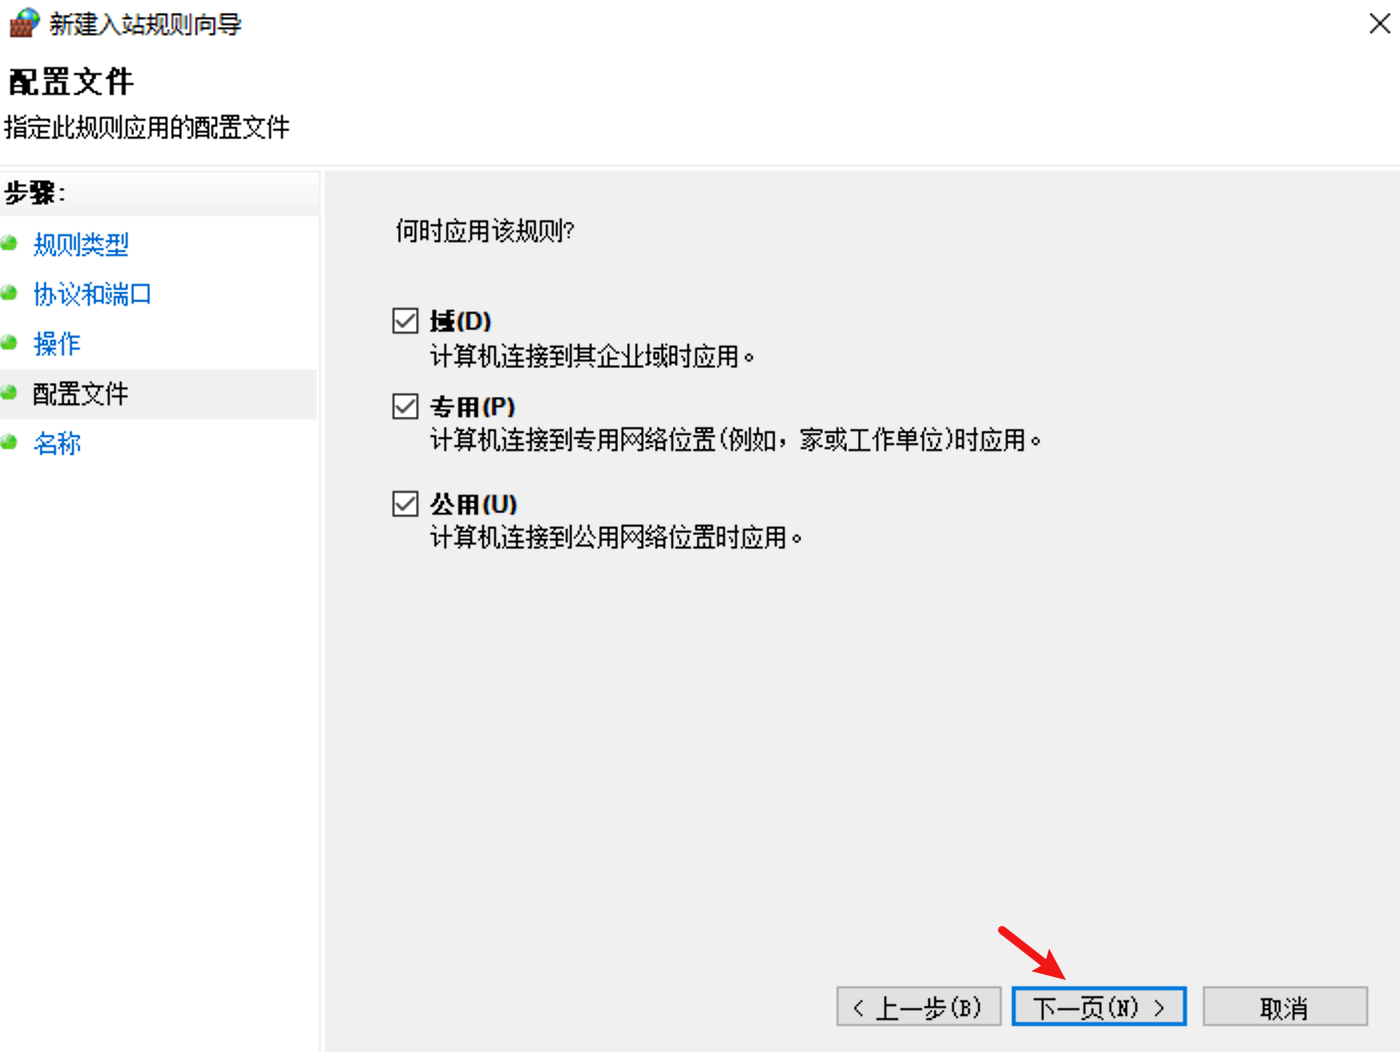 新建入站规则向导
配置文件
指定此规则应用的配置文件
步骤:
规则类型
协议和端口
操作
配置文件
名称
何时应用该规则?
域(D)
计算机连接到其企业域时应用。
专用(P)
计算机连接到专用网络位置(例如，家或工作单位)时应用。
公用(U)
计算机连接到公用网络位置时应用。
< 上一步(B)
下一页(N) >
取消